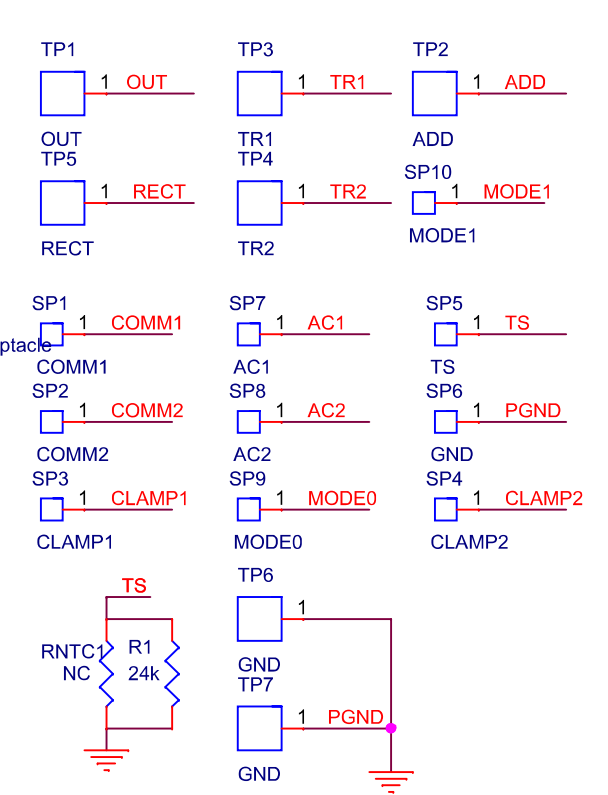 TP1 TP3 TP2
1 OUT 1 TR1 1 ADD
OUT TR1 ADD
TP5 TP4
SP10
1 RECT 1 TR2 1 MODE1
RECT TR2 MODE1
SP1 SP7 SP5
1 COMM1 1 AC1 1 TS
ptacle
COMM1 AC1 TS
SP2 SP8 SP6
1 COMM2 1 AC2 1 PGND
COMM2 AC2 GND
SP3 SP9 SP4
1 CLAMP1 1 MODE0 1 CLAMP2
CLAMP1 MODE0 CLAMP2
TS TP6
1
RNTC1 R1 GND
NC 24k TP7
1 PGND
GND